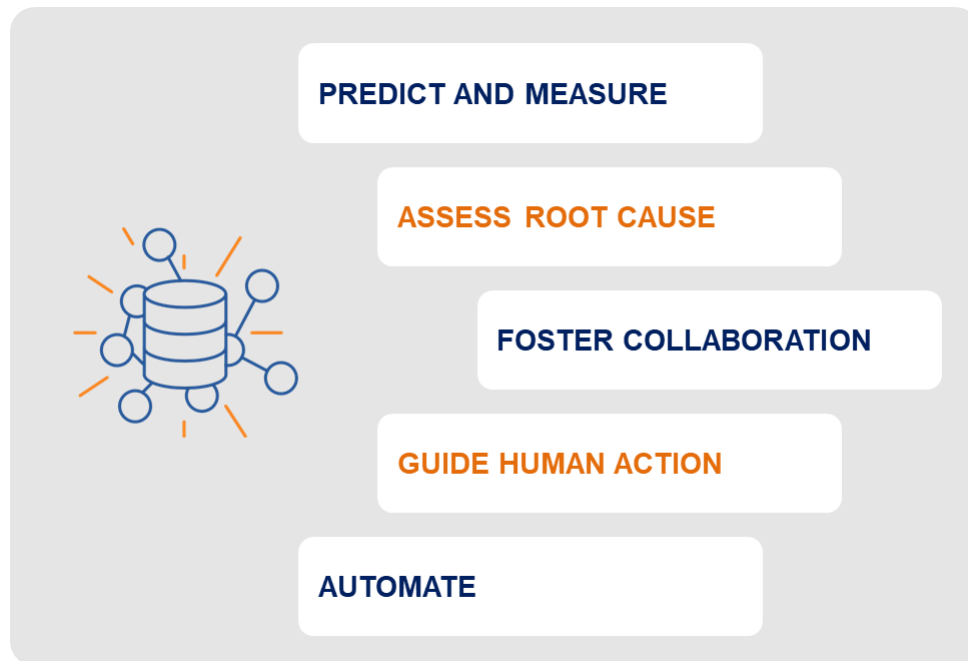 PREDICT AND MEASURE
ASSESS ROOT CAUSE
FOSTER COLLABORATION
GUIDE HUMAN ACTION
AUTOMATE